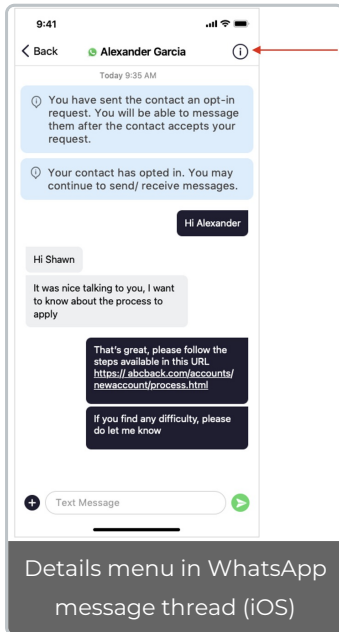 9:41
Back
Alexander Garcia
Today 9:35 AM
You have sent the contact an opt-in
request. You will be able to message
them after the contact accepts your
request.
Your contact has opted in. You may
continue to send/ receive messages.
Hi Alexander
Hi Shawn
It was nice talking to you, I want
to know about the process to
apply
That's great, please follow the
steps available in this URL
https:// abcback.com/accounts/
newaccount/process.html
If you find any difficulty, please
do let me know
Text Message
Details menu in WhatsApp
message thread (iOS)